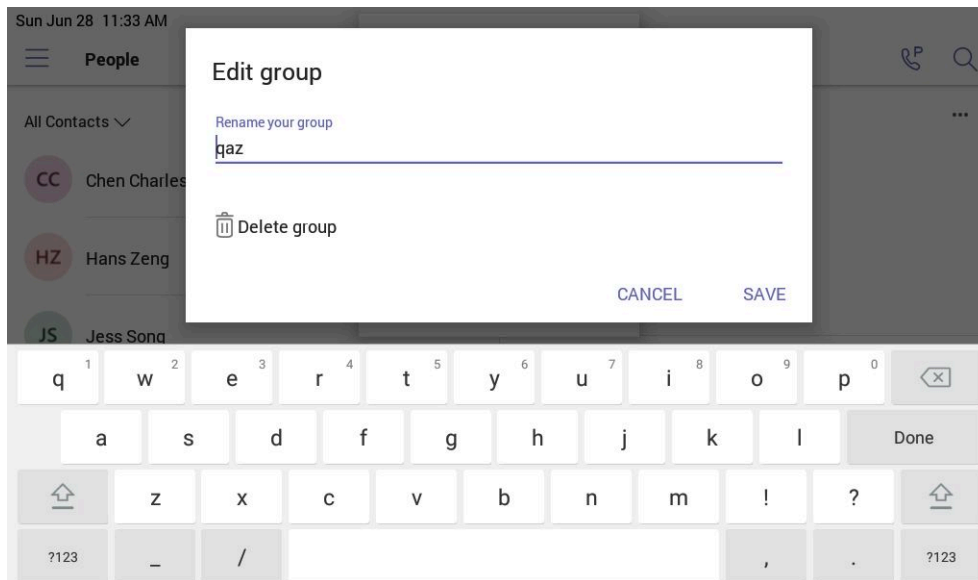 Sun Jun 28 11:33 AM
People
P
Edit group
All Contacts
Rename your group
qaz
CC Chen Charles
Delete group
HZ Hans Zeng
CANCEL SAVE
JS Jess Song
q 1 w 2 e 3 r 4 t 5 y 6 u 7 i 8 o 9 p 0
a s d f g h j k l Done
z x c v b n m ! ?
?123 _ / , . ?123